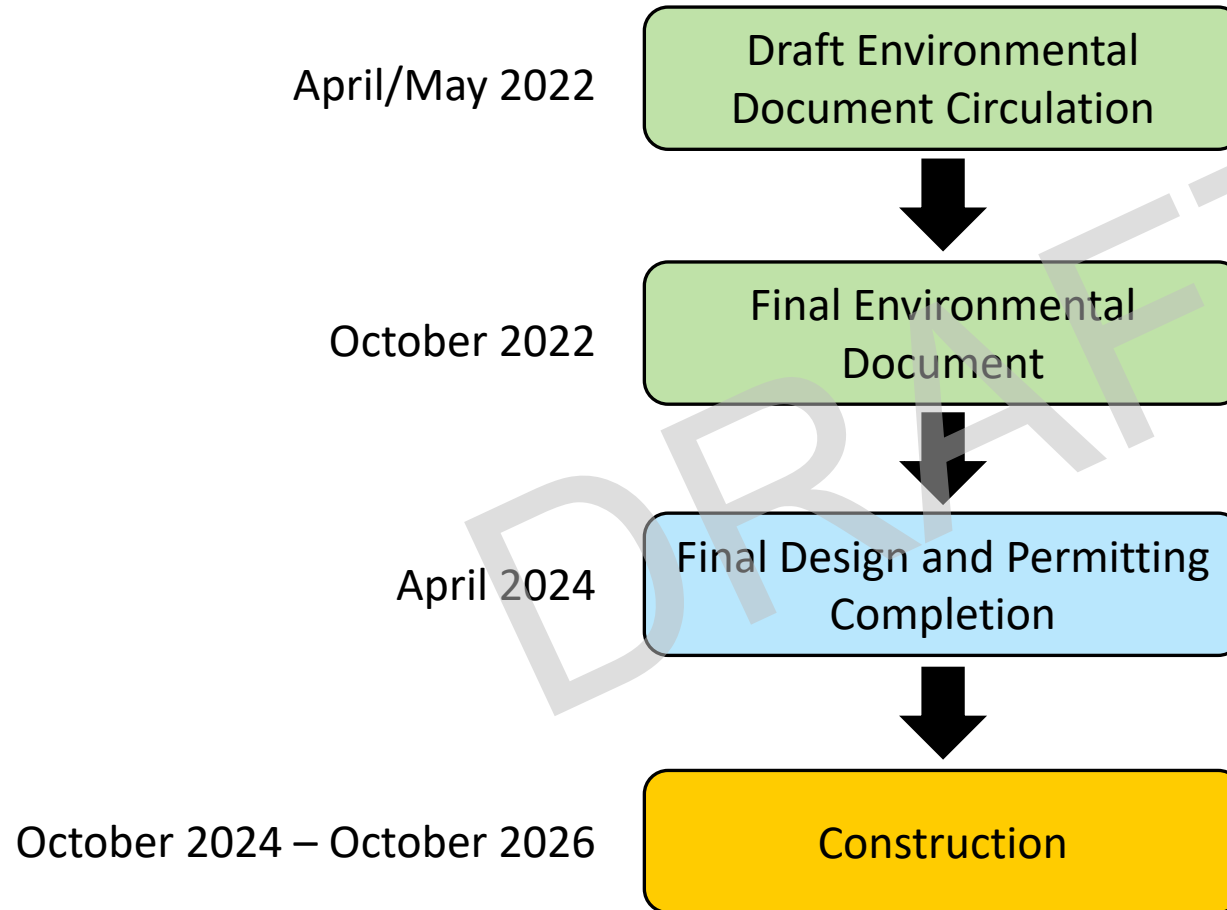 April/May 2022
Draft Environmental
Document Circulation
October 2022
Final Environmental
Document
April 2024
Final Design and Permitting
Completion
October 2024 – October 2026
Construction
DRAFT